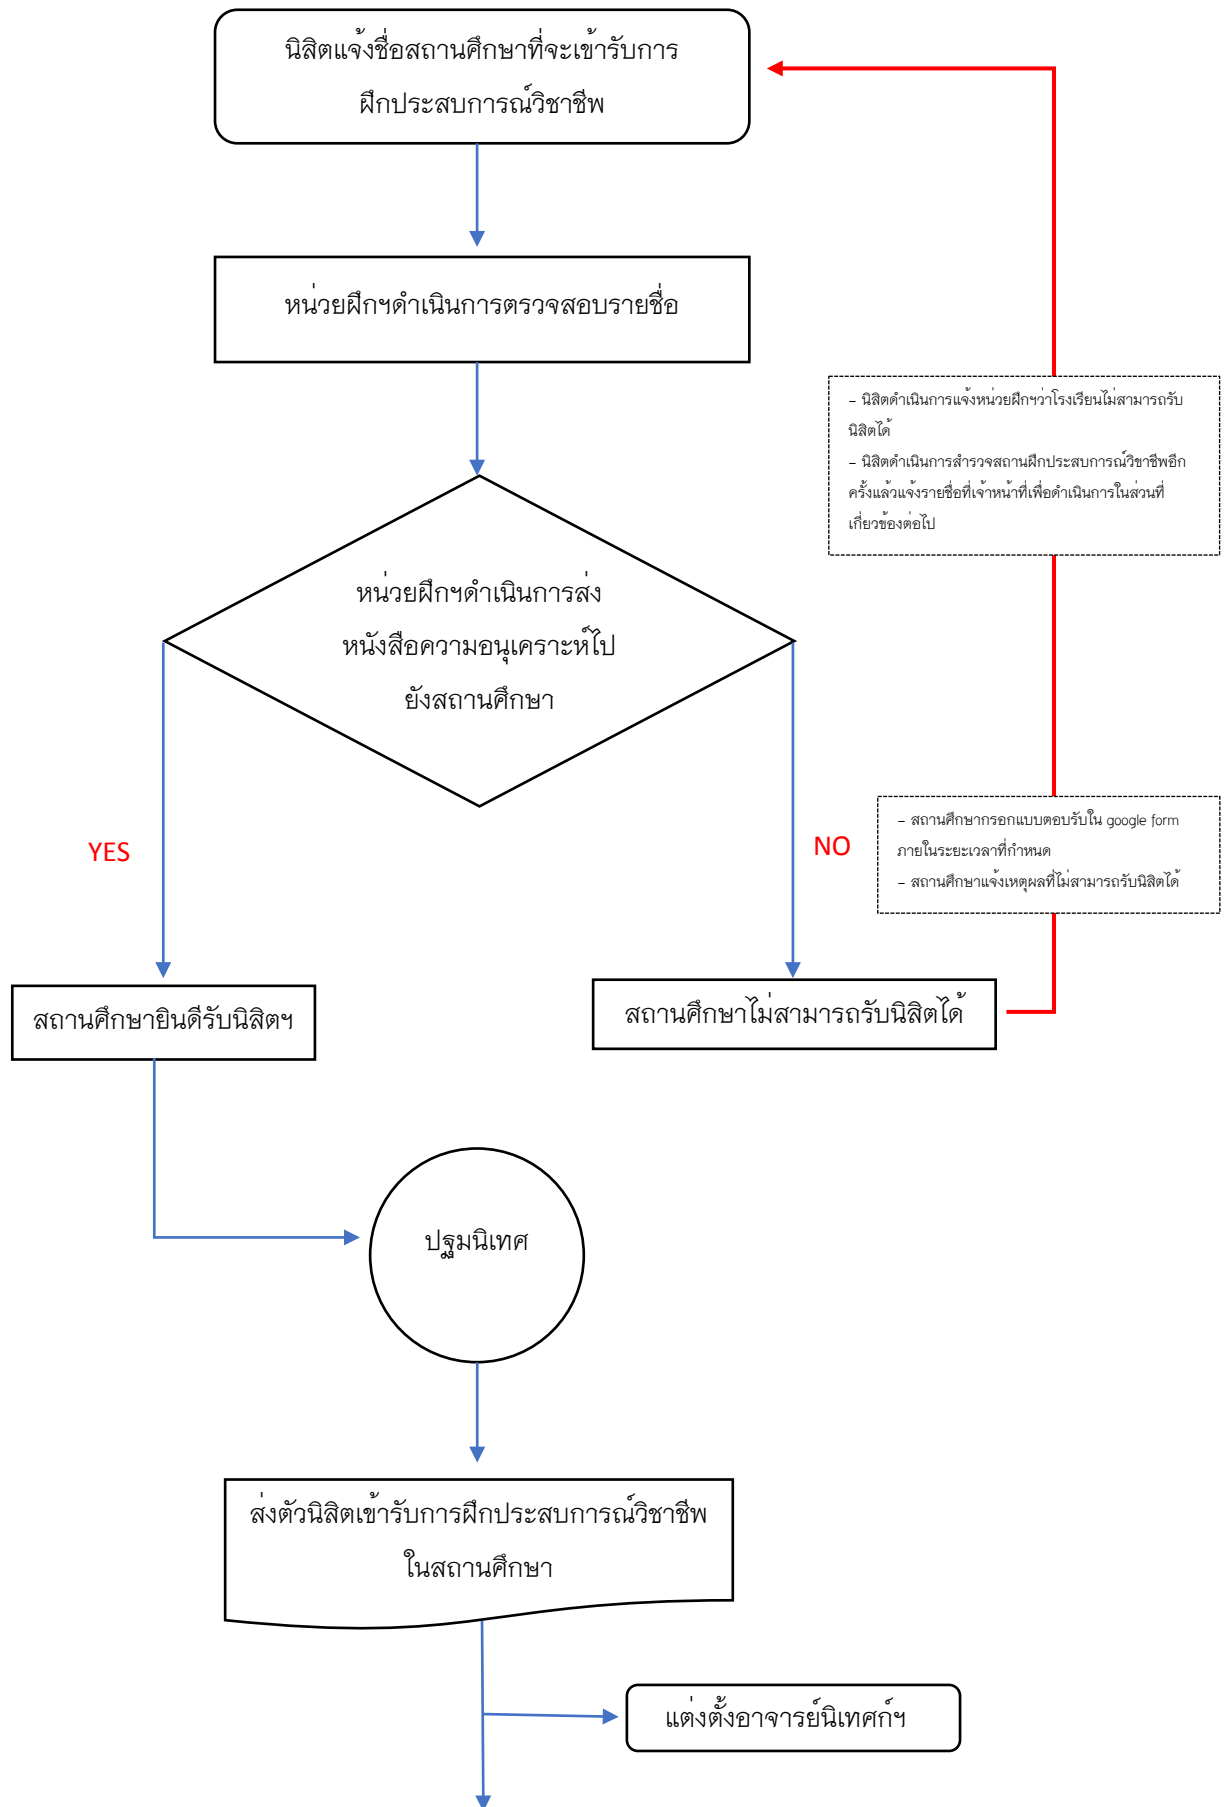 นิสิตแจ้งชื่อสถานศึกษาที่จะเข้ารับการ
ฝึกประสบการณ์วิชาชีพ
หน่วยฝึกฯดำเนินการตรวจสอบรายชื่อ
– นิสิตดำเนินการแจ้งหน่วยฝึกฯว่าโรงเรียนไม่สามารถรับ
นิสิตได้
– นิสิตดำเนินการสำรวจสถานฝึกประสบการณ์วิขาชีพอีก
ครั้งแล้วแจ้งรายชื่อที่เจ้าหน้าที่เพื่อดำเนินการในส่วนที่
เกี่ยวข้องต่อไป
หน่วยฝึกฯดำเนินการส่ง
หนังสือความอนุเคราะห์ไป
ยังสถานศึกษา
YES
NO
– สถานศึกษากรอกแบบตอบรับใน google form
ภายในระยะเวลาที่กำหนด
– สถานศึกษาแจ้งเหตุผลที่ไม่สามารถรับนิสิตได้
สถานศึกษายินดีรับนิสิตฯ
สถานศึกษาไม่สามารถรับนิสิตได้
ปฐมนิเทศ
ส่งตัวนิสิตเข้ารับการฝึกประสบการณ์วิชาชีพ
ในสถานศึกษา
แต่งตั้งอาจารย์นิเทศก์ฯ